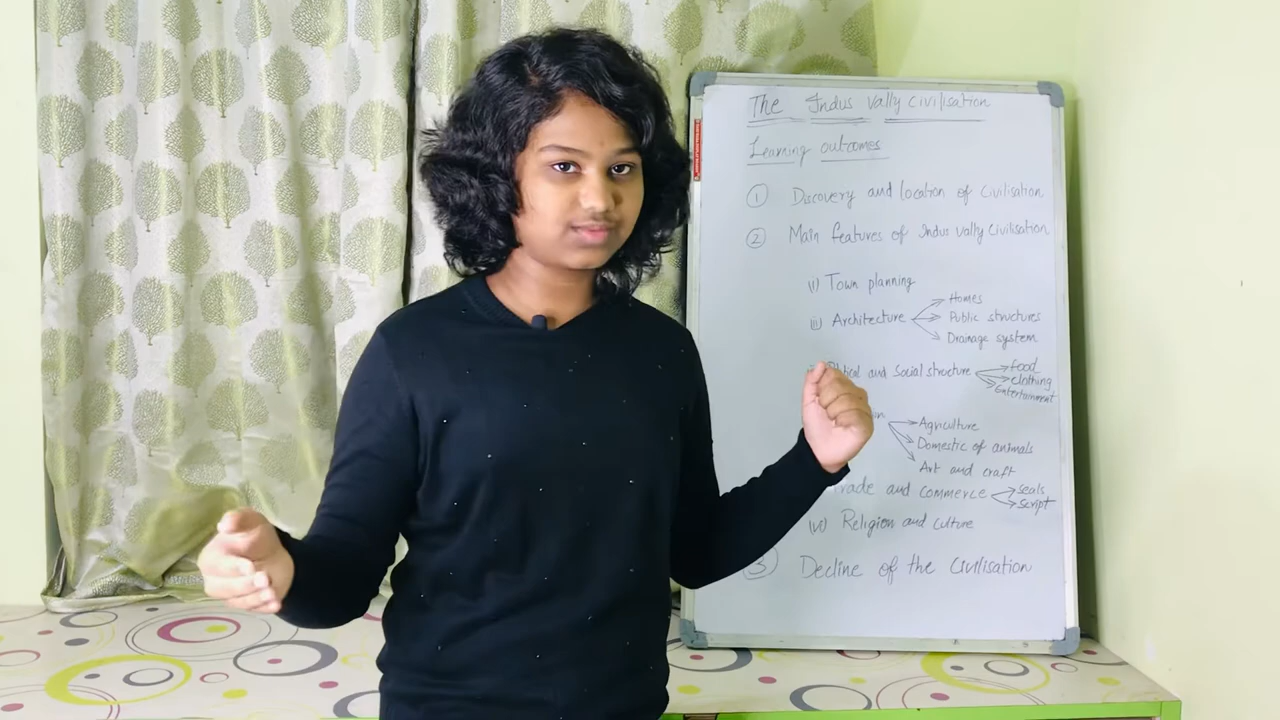 The Indus Vally Civilisation
Learning outcomes
1 Discovery and location of Civilisation
2 Main features of Indus Vally Civilisation
(i) Town planning
ii) Architecture Homes
Public structures
Drainage system
and Social structure food
clothing
Entertainment
Agriculture
Domestic of animals
Art and craft
Trade and commerce seals
script
Religion and culture
3 Decline of the Civilisation